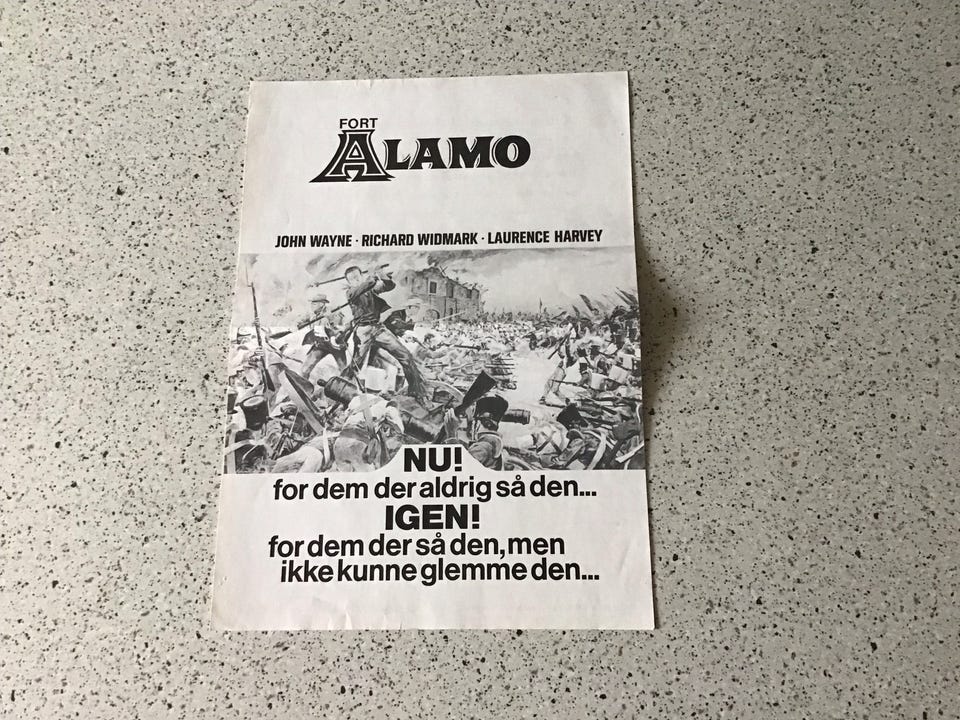 FORT
ALAMO
JOHN WAYNE · RICHARD WIDMARK · LAURENCE HARVEY
NU!
for dem der aldrig så den...
IGEN!
for dem der så den, men
ikke kunne glemme den...